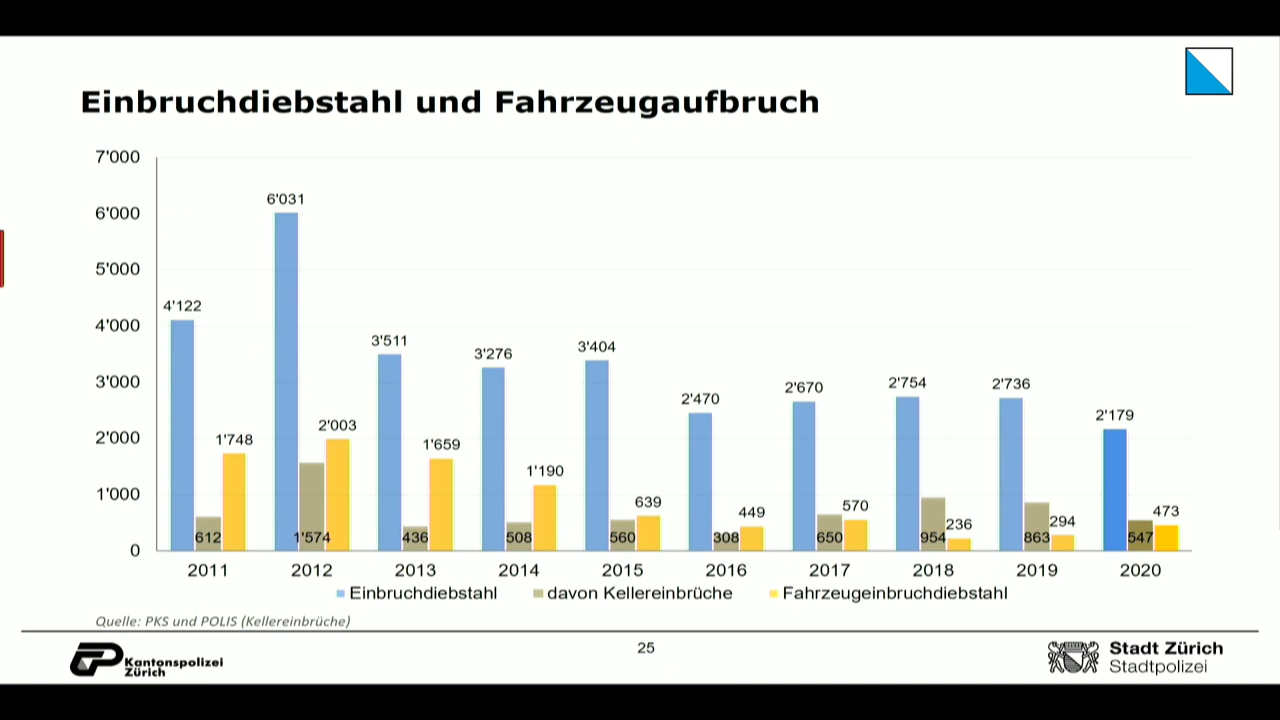 Einbruchdiebstahl und Fahrzeugaufbruch
7'000
6'000
5'000
4'000
3'000
2'000
1'000
0
4'122 612 1'748
6'031 1'574 2'003
3'511 436 1'659
3'276 508 1'190
3'404 560 639
2'470 308 449
2'670 650 570
2'754 954 236
2'736 863 294
2'179 547 473
2011 2012 2013 2014 2015 2016 2017 2018 2019 2020
Einbruchdiebstahl davon Kellereinbrüche Fahrzeugeinbruchdiebstahl
Quelle: PKS und POLIS (Kellereinbrüche)
Kantonspolizei
Zürich
25
Stadt Zürich
Stadtpolizei